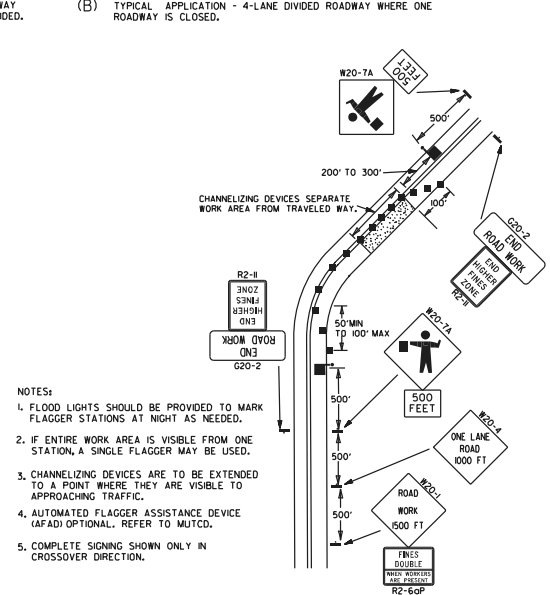 WAY
UDED.
(B) TYPICAL APPLICATION - 4-LANE DIVIDED ROADWAY WHERE ONE
ROADWAY IS CLOSED.
W20-7A
500
FEET
500'
200' TO 300'
CHANNELIZING DEVICES SEPARATE
WORK AREA FROM TRAVELED WAY.
100'
G20-2
END
ROAD WORK
END
HIGHER
FINES
ZONE
R2-11
R2-11
END
HIGHER
FINES
ZONE
END
ROAD WORK
G20-2
50'MIN
TO 100' MAX
W20-7A
500
FEET
500'
W20-4
ONE LANE
ROAD
1000 FT
500'
W20-1
ROAD
WORK
1500 FT
500'
FINES
DOUBLE
WHEN WORKERS
ARE PRESENT
R2-6aP
NOTES:
1. FLOOD LIGHTS SHOULD BE PROVIDED TO MARK
FLAGGER STATIONS AT NIGHT AS NEEDED.
2. IF ENTIRE WORK AREA IS VISIBLE FROM ONE
STATION, A SINGLE FLAGGER MAY BE USED.
3. CHANNELIZING DEVICES ARE TO BE EXTENDED
TO A POINT WHERE THEY ARE VISIBLE TO
APPROACHING TRAFFIC.
4. AUTOMATED FLAGGER ASSISTANCE DEVICE
(AFAD) OPTIONAL. REFER TO MUTCD.
5. COMPLETE SIGNING SHOWN ONLY IN
CROSSOVER DIRECTION.